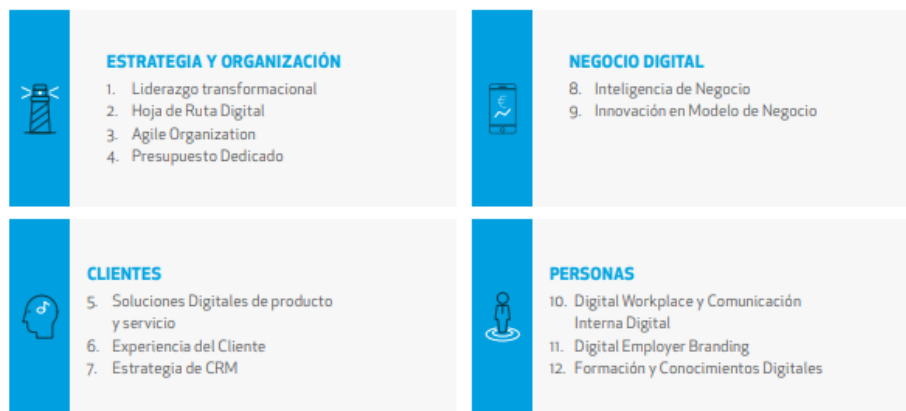 ESTRATEGIA Y ORGANIZACIÓN
1. Liderazgo transformacional
2. Hoja de Ruta Digital
3. Agile Organization
4. Presupuesto Dedicado
NEGOCIO DIGITAL
€
8. Inteligencia de Negocio
9. Innovación en Modelo de Negocio
CLIENTES
5. Soluciones Digitales de producto
y servicio
6. Experiencia del Cliente
7. Estrategia de CRM
PERSONAS
10. Digital Workplace y Comunicación
Interna Digital
11. Digital Employer Branding
12. Formación y Conocimientos Digitales